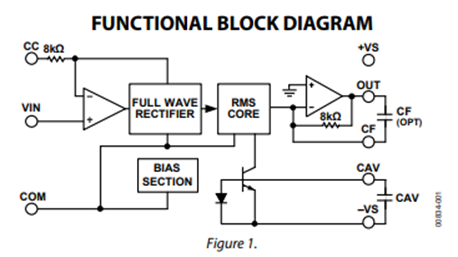 FUNCTIONAL BLOCK DIAGRAM
CC 8kΩ
+VS
VIN
FULL WAVE
RECTIFIER
RMS
CORE
OUT
8kΩ
CF
(OPT)
CF
BIAS
SECTION
COM
CAV
CAV
–VS
00834-001
Figure 1.